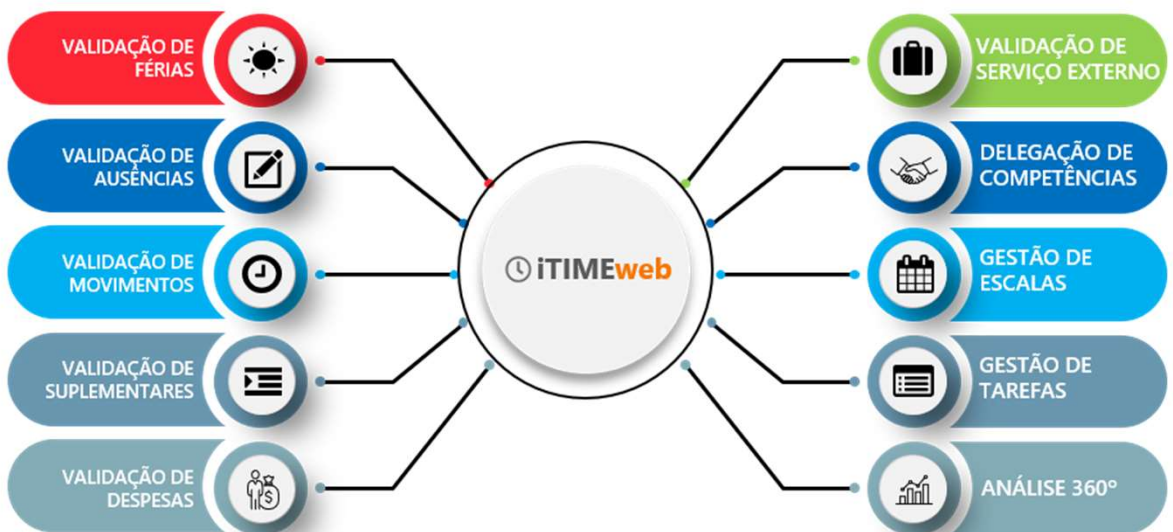 VALIDAÇÃO DE
FÉRIAS
VALIDAÇÃO DE
AUSÊNCIAS
VALIDAÇÃO DE
MOVIMENTOS
VALIDAÇÃO DE
SUPLEMENTARES
VALIDAÇÃO DE
DESPESAS
iTIMEweb
VALIDAÇÃO DE
SERVIÇO EXTERNO
DELEGAÇÃO DE
COMPETÊNCIAS
GESTÃO DE
ESCALAS
GESTÃO DE
TAREFAS
ANÁLISE 360º